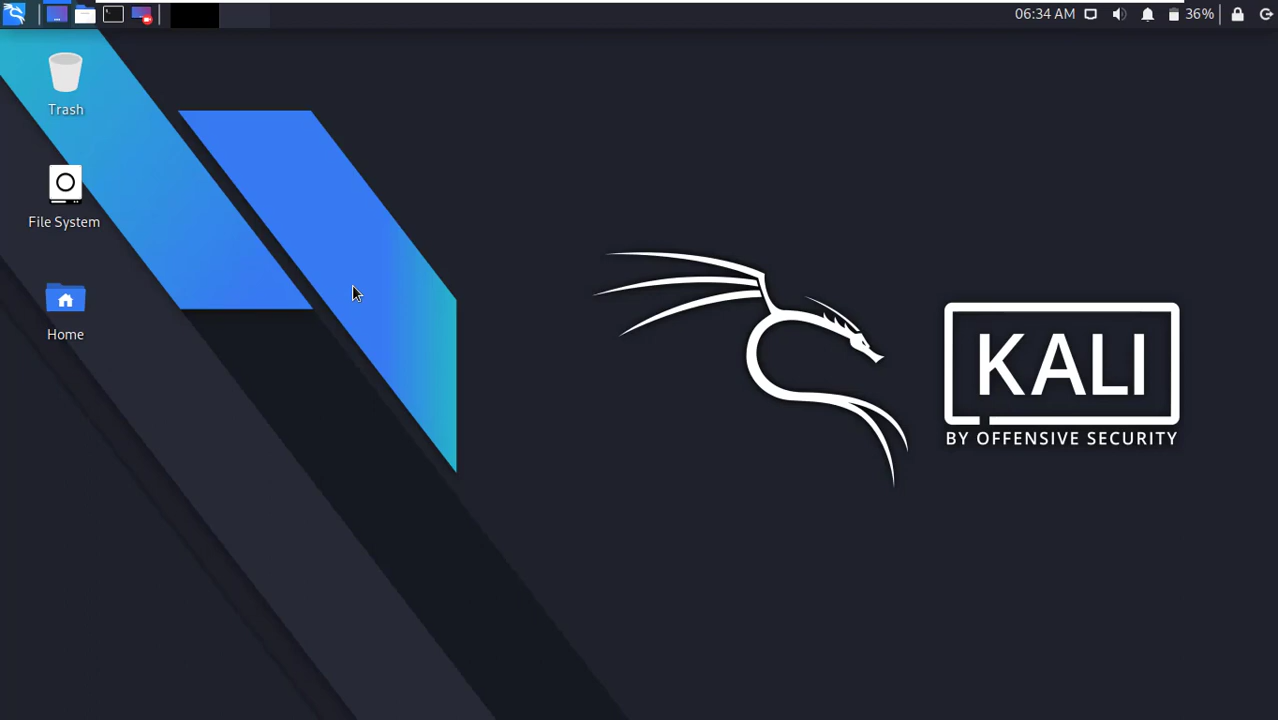 06:34 AM
36%
Trash
File System
Home
KALI
BY OFFENSIVE SECURITY